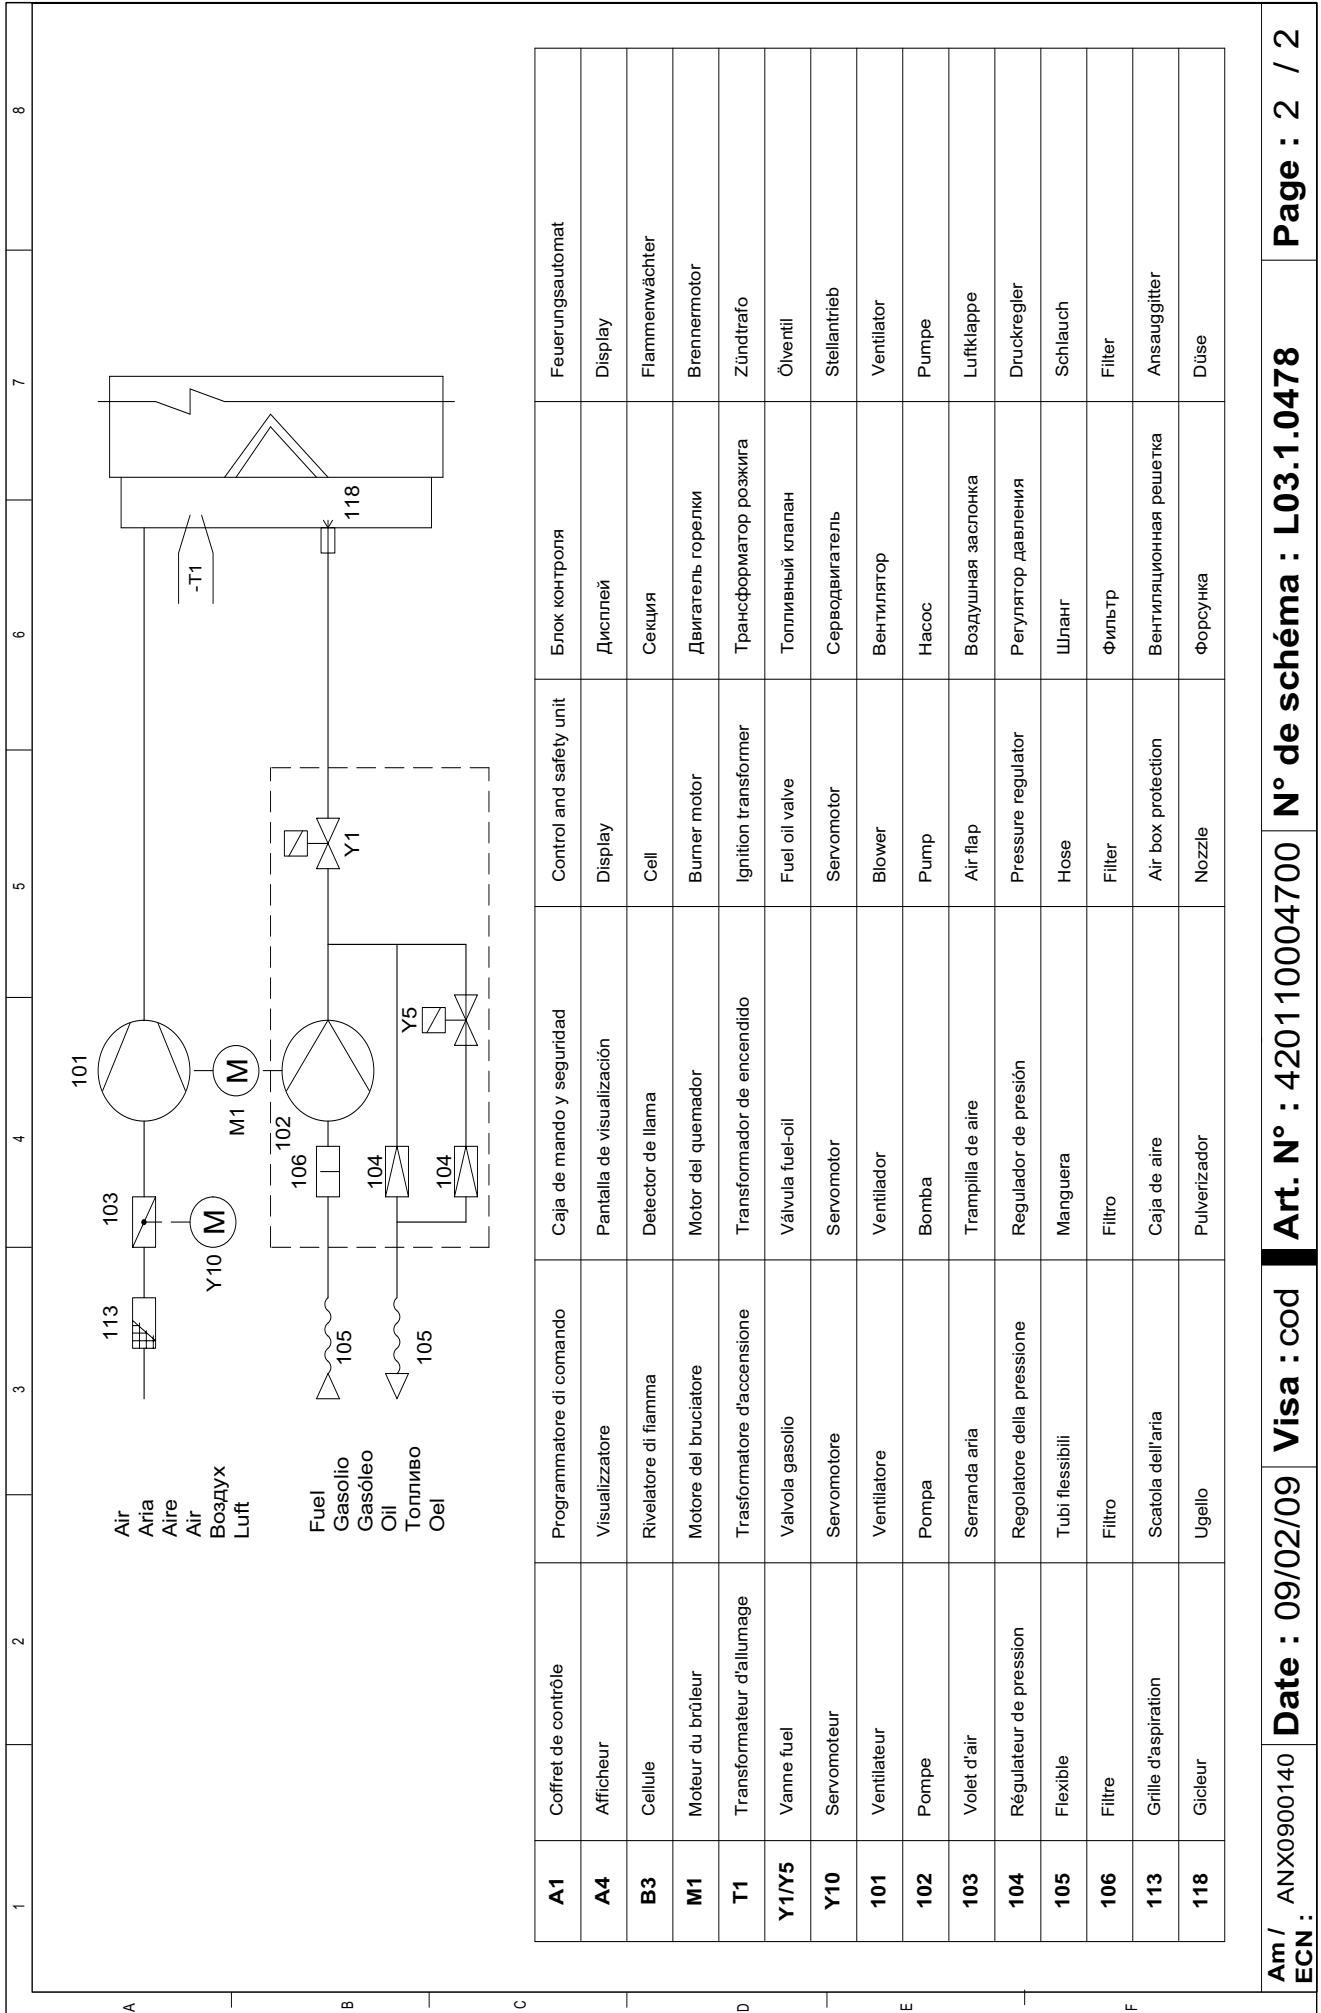 1 2 3 4 5 6 7 8
A
B
C
D
E
F
Air
Aria
Aire
Air
Воздух
Luft
Fuel
Gasolio
Gasóleo
Oil
Топливо
Oel
113
103
101
Y10
M
M1
M
102
106
104
104
105
105
Y5
Y1
-T1
118
A1 Coffret de contrôle Programmatore di comando Caja de mando y seguridad Control and safety unit Блок контроля Feuerungsautomat
A4 Afficheur Visualizzatore Pantalla de visualización Display Дисплей Display
B3 Cellule Rivelatore di fiamma Detector de llama Cell Секция Flammenwächter
M1 Moteur du brûleur Motore del bruciatore Motor del quemador Burner motor Двигатель горелки Brennermotor
T1 Transformateur d'allumage Trasformatore d'accensione Transformador de encendido Ignition transformer Трансформатор розжига Zündtrafo
Y1/Y5 Vanne fuel Valvola gasolio Válvula fuel-oil Fuel oil valve Топливный клапан Ölventil
Y10 Servomoteur Servomotore Servomotor Servomotor Серводвигатель Stellantrieb
101 Ventilateur Ventilatore Ventilador Blower Вентилятор Ventilator
102 Pompe Pompa Bomba Pump Насос Pumpe
103 Volet d'air Serranda aria Trampilla de aire Air flap Воздушная заслонка Luftklappe
104 Régulateur de pression Regolatore della pressione Regulador de presión Pressure regulator Регулятор давления Druckregler
105 Flexible Tubi flessibili Manguera Hose Шланг Schlauch
106 Filtre Filtro Filtro Filter Фильтр Filter
113 Grille d'aspiration Scatola dell'aria Caja de aire Air box protection Вентиляционная решетка Ansauggitter
118 Gicleur Ugello Pulverizador Nozzle Форсунка Düse
Am / ECN : ANX0900140 Date : 09/02/09 Visa : cod Art. N° : 420110004700 N° de schéma : L03.1.0478 Page : 2 / 2